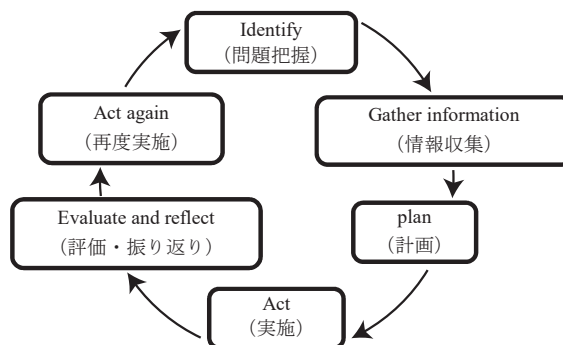 Identify
（問題把握）
Gather information
（情報収集）
plan
（計画）
Act
（実施）
Evaluate and reflect
（評価・振り返り）
Act again
（再度実施）